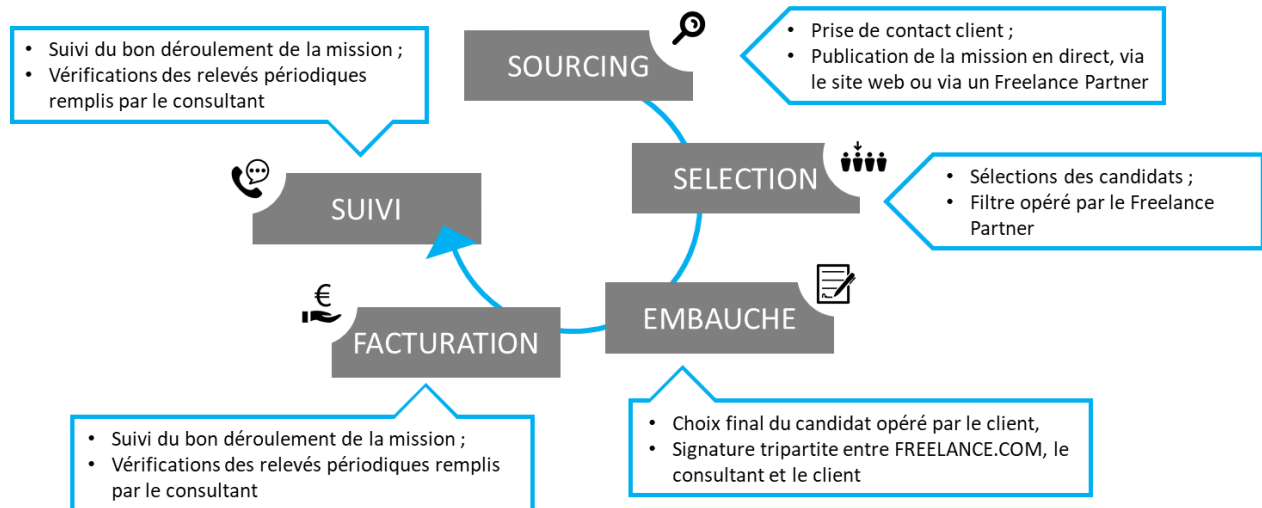 SOURCING
• Prise de contact client ;
• Publication de la mission en direct, via
le site web ou via un Freelance Partner
SELECTION
• Sélections des candidats ;
• Filtre opéré par le Freelance
Partner
EMBAUCHE
• Choix final du candidat opéré par le client,
• Signature tripartite entre FREELANCE.COM, le
consultant et le client
€
FACTURATION
• Suivi du bon déroulement de la mission ;
• Vérifications des relevés périodiques remplis
par le consultant
SUIVI
• Suivi du bon déroulement de la mission ;
• Vérifications des relevés périodiques
remplis par le consultant